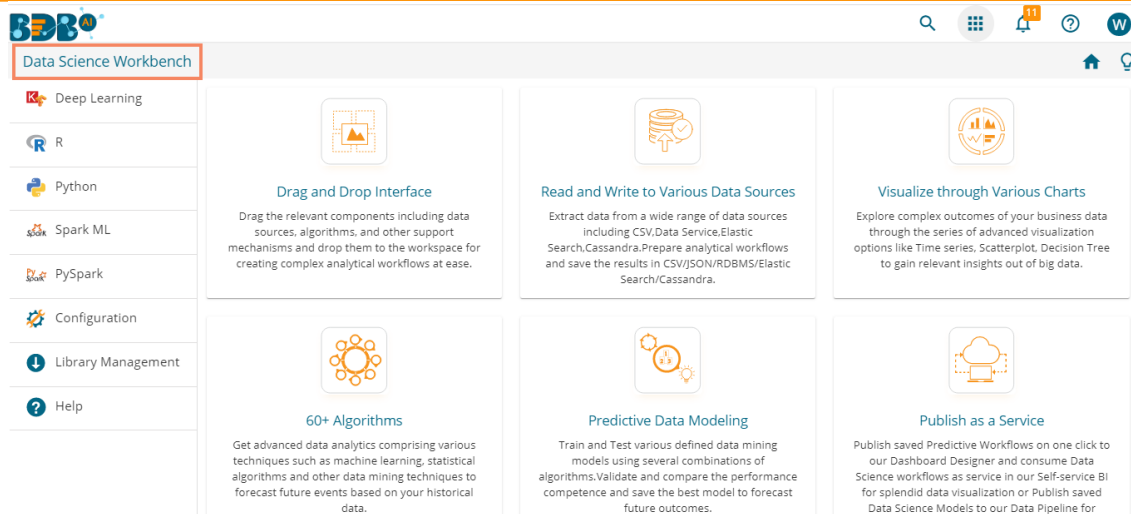 BDB AI
11
W
Data Science Workbench
Deep Learning
R
Python
Spark ML
PySpark
Configuration
Library Management
Help
Drag and Drop Interface
Drag the relevant components including data
sources, algorithms, and other support
mechanisms and drop them to the workspace for
creating complex analytical workflows at ease.
Read and Write to Various Data Sources
Extract data from a wide range of data sources
including CSV,Data Service,Elastic
Search,Cassandra.Prepare analytical workflows
and save the results in CSV/JSON/RDBMS/Elastic
Search/Cassandra.
Visualize through Various Charts
Explore complex outcomes of your business data
through the series of advanced visualization
options like Time series, Scatterplot, Decision Tree
to gain relevant insights out of big data.
60+ Algorithms
Get advanced data analytics comprising various
techniques such as machine learning, statistical
algorithms and other data mining techniques to
forecast future events based on your historical
data.
Predictive Data Modeling
Train and Test various defined data mining
models using several combinations of
algorithms.Validate and compare the performance
competence and save the best model to forecast
future outcomes.
Publish as a Service
Publish saved Predictive Workflows on one click to
our Dashboard Designer and consume Data
Science workflows as service in our Self-service BI
for splendid data visualization or Publish saved
Data Science Models to our Data Pipeline for